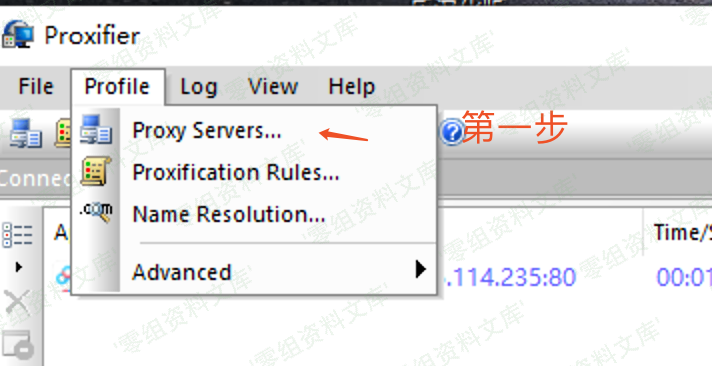 Proxifier
File Profile Log View Help
Proxy Servers... 第一步
Proxification Rules...
Connec
Name Resolution...
.com
A Time/S
Advanced
.114.235:80 00:01
'零组资料文库'